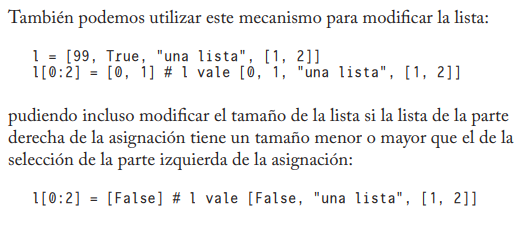 También podemos utilizar este mecanismo para modificar la lista:
l = [99, True, "una lista", [1, 2]]
l[0:2] = [0, 1] # l vale [0, 1, "una lista", [1, 2]]
pudiendo incluso modificar el tamaño de la lista si la lista de la parte
derecha de la asignación tiene un tamaño menor o mayor que el de la
selección de la parte izquierda de la asignación:
l[0:2] = [False] # l vale [False, "una lista", [1, 2]]